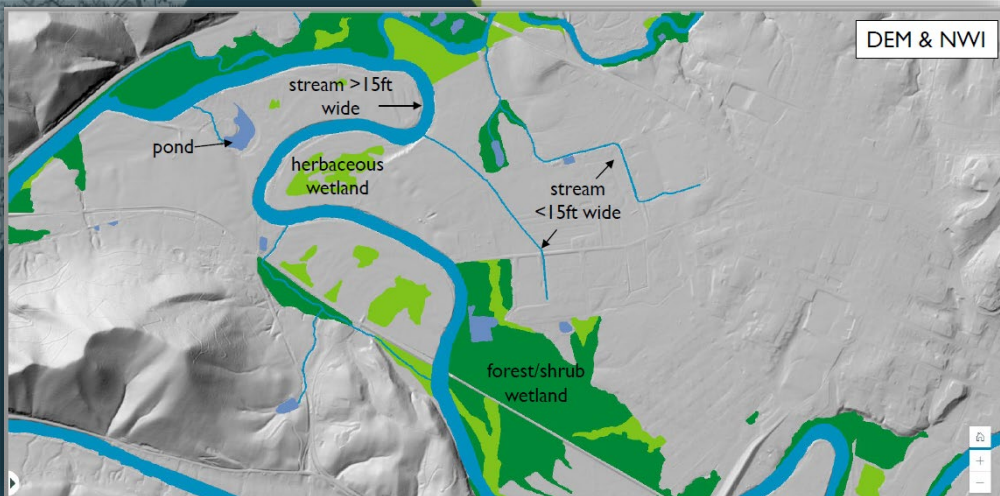 DEM & NWI
stream >15ft
wide
pond
herbaceous
wetland
stream
<15ft wide
forest/shrub
wetland
+
−